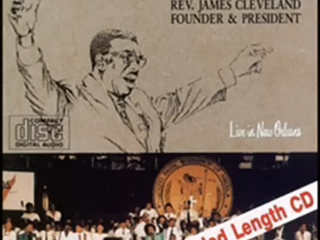 REV. JAMES CLEVELAND
FOUNDER & PRESIDENT
COMPACT
disc
DIGITAL AUDIO
Live in New Orleans
Length CD